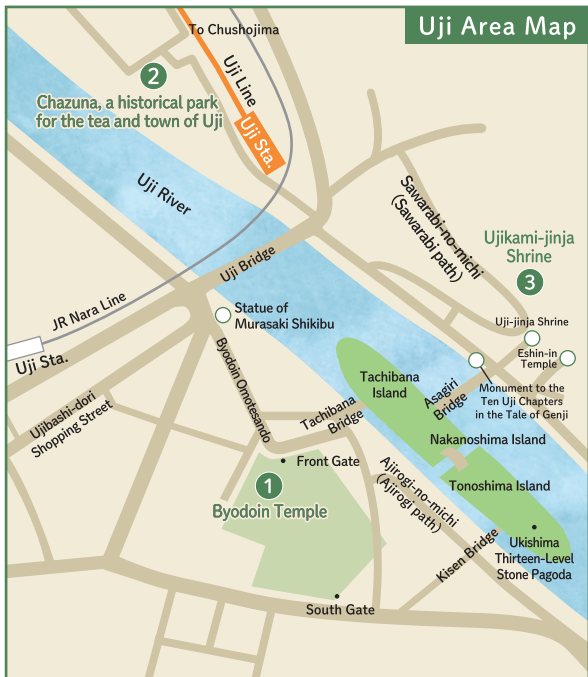 Uji Area Map
To Chushojima
Uji Line
Uji Sta.
2
Chazuna, a historical park
for the tea and town of Uji
Uji River
Sawarabi-no-michi
(Sawarabi path)
Ujikami-jinja
Shrine
3
Uji Bridge
JR Nara Line
Uji Sta.
Statue of
Murasaki Shikibu
Uji-jinja Shrine
Eshin-in
Temple
Monument to the
Ten Uji Chapters
in the Tale of Genji
Byodoin Omotesando
Tachibana
Island
Asagiri
Bridge
Tachibana
Bridge
Ujibashi-dori
Shopping Street
Nakanoshima Island
Front Gate
1
Byodoin Temple
Ajirogi-no-michi
(Ajirogi path)
Tonoshima Island
Kisen Bridge
Ukishima
Thirteen-Level
Stone Pagoda
South Gate